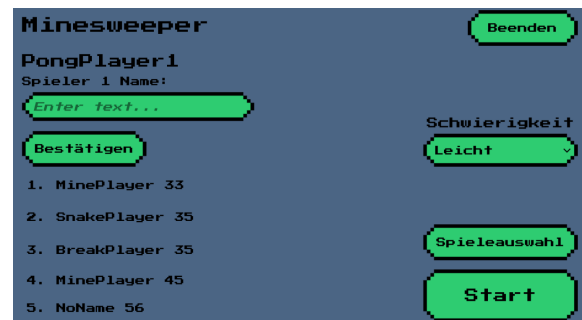 Minesweeper
Beenden
PongPlayer1
Spieler 1 Name:
Enter text...
Schwierigkeit
Bestätigen
Leicht
1. MinePlayer 33
2. SnakePlayer 35
3. BreakPlayer 35
Spieleauswahl
4. MinePlayer 45
Start
5. NoName 56